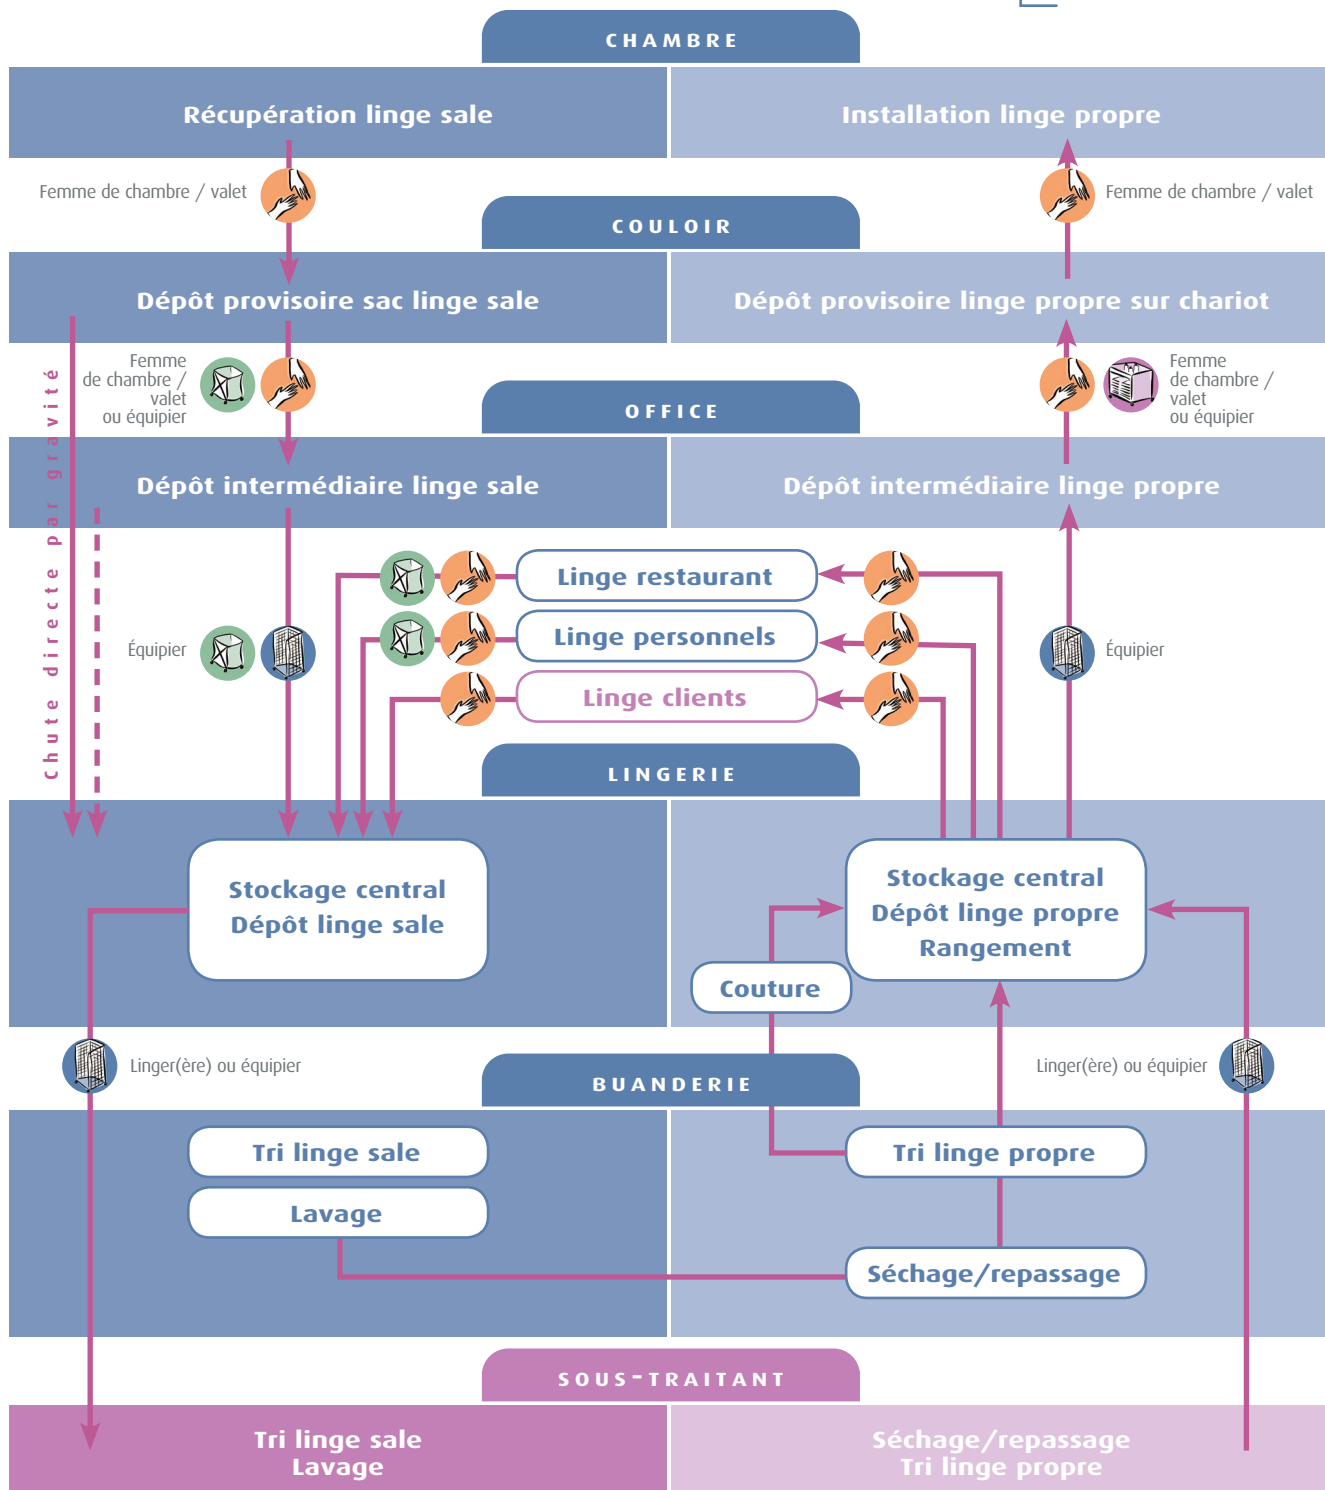 CHAMBRE
Récupération linge sale
Installation linge propre
Femme de chambre / valet
Femme de chambre / valet
COULOIR
Dépôt provisoire sac linge sale
Dépôt provisoire linge propre sur chariot
Chute directe par gravité
Femme
de chambre /
valet
ou équipier
Femme
de chambre /
valet
ou équipier
OFFICE
Dépôt intermédiaire linge sale
Dépôt intermédiaire linge propre
Linge restaurant
Linge personnels
Linge clients
Équipier
Équipier
LINGERIE
Stockage central
Dépôt linge sale
Stockage central
Dépôt linge propre
Rangement
Couture
Linger(ère) ou équipier
Linger(ère) ou équipier
BUANDERIE
Tri linge sale
Lavage
Tri linge propre
Séchage/repassage
SOUS-TRAITANT
Tri linge sale
Lavage
Séchage/repassage
Tri linge propre